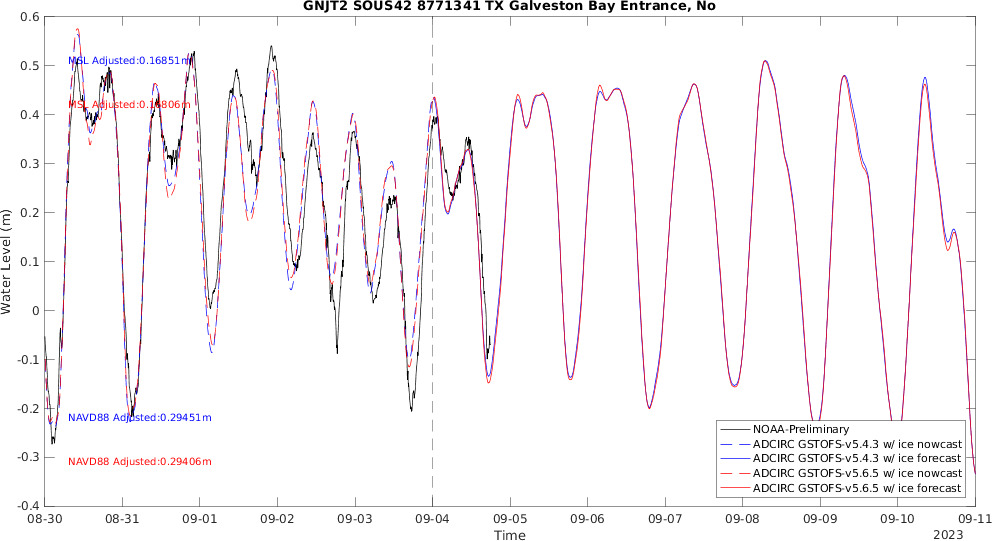 GNJT2 SOUS42 8771341 TX Galveston Bay Entrance, No
0.6
0.5
0.4
0.3
0.2
0.1
0
-0.1
-0.2
-0.3
-0.4
Water Level (m)
MSL Adjusted:0.16851m
MSL Adjusted:0.16806m
NAVD88 Adjusted:0.29451m
NAVD88 Adjusted:0.29406m
NOAA-Preliminary
ADCIRC GSTOFS-v5.4.3 w/ ice nowcast
ADCIRC GSTOFS-v5.4.3 w/ ice forecast
ADCIRC GSTOFS-v5.6.5 w/ ice nowcast
ADCIRC GSTOFS-v5.6.5 w/ ice forecast
08-30 08-31 09-01 09-02 09-03 09-04 09-05 09-06 09-07 09-08 09-09 09-10 09-11
Time
2023